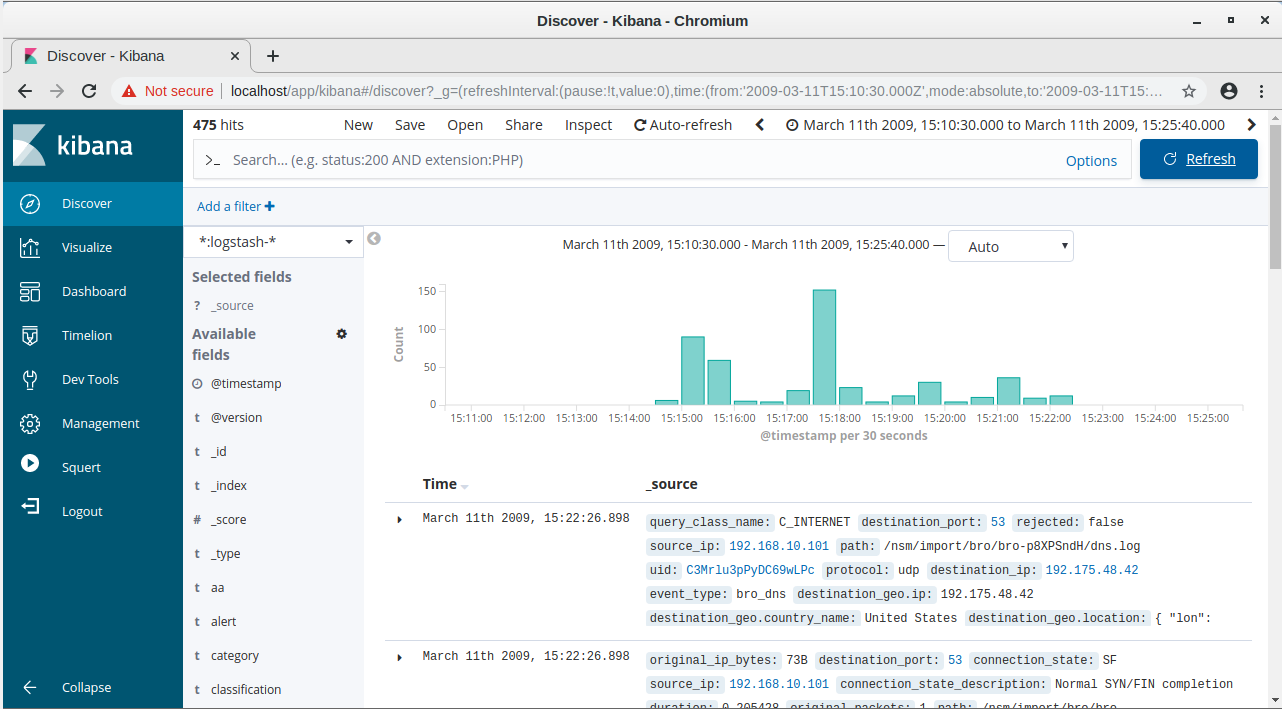 Discover - Kibana - Chromium
Discover - Kibana
Not secure localhost/app/kibana#/discover?_g=(refreshInterval:(pause:!t,value:0),time:(from:'2009-03-11T15:10:30.000Z',mode:absolute,to:'2009-03-11T15:...
kibana
Discover
Visualize
Dashboard
Timelion
Dev Tools
Management
Squert
Logout
Collapse
475 hits New Save Open Share Inspect Auto-refresh March 11th 2009, 15:10:30.000 to March 11th 2009, 15:25:40.000
>_ Search... (e.g. status:200 AND extension:PHP) Options Refresh
Add a filter +
*:logstash-*
Selected fields
? _source
Available
fields
@timestamp
t @version
t _id
t _index
# _score
t _type
t aa
t alert
t category
t classification
March 11th 2009, 15:10:30.000 - March 11th 2009, 15:25:40.000 — Auto
150
100
50
0
Count
15:11:00 15:12:00 15:13:00 15:14:00 15:15:00 15:16:00 15:17:00 15:18:00 15:19:00 15:20:00 15:21:00 15:22:00 15:23:00 15:24:00 15:25:00
@timestamp per 30 seconds
Time _source
March 11th 2009, 15:22:26.898 query_class_name: C_INTERNET destination_port: 53 rejected: false
source_ip: 192.168.10.101 path: /nsm/import/bro/bro-p8XPSndH/dns.log
uid: C3Mrlu3pPyDC69wLPc protocol: udp destination_ip: 192.175.48.42
event_type: bro_dns destination_geo.ip: 192.175.48.42
destination_geo.country_name: United States destination_geo.location: { "lon":
March 11th 2009, 15:22:26.898 original_ip_bytes: 73B destination_port: 53 connection_state: SF
source_ip: 192.168.10.101 connection_state_description: Normal SYN/FIN completion
duration: 0.205428 original_packets: 1 path: /nsm/import/bro/bro-